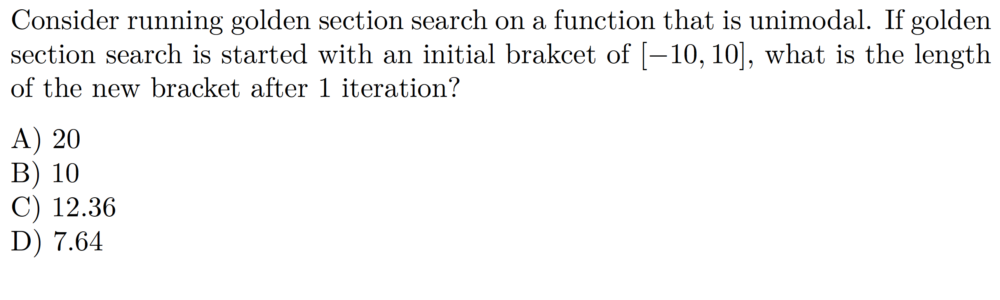 Consider running golden section search on a function that is unimodal. If golden
section search is started with an initial brakcet of [−10, 10], what is the length
of the new bracket after 1 iteration?
A) 20
B) 10
C) 12.36
D) 7.64